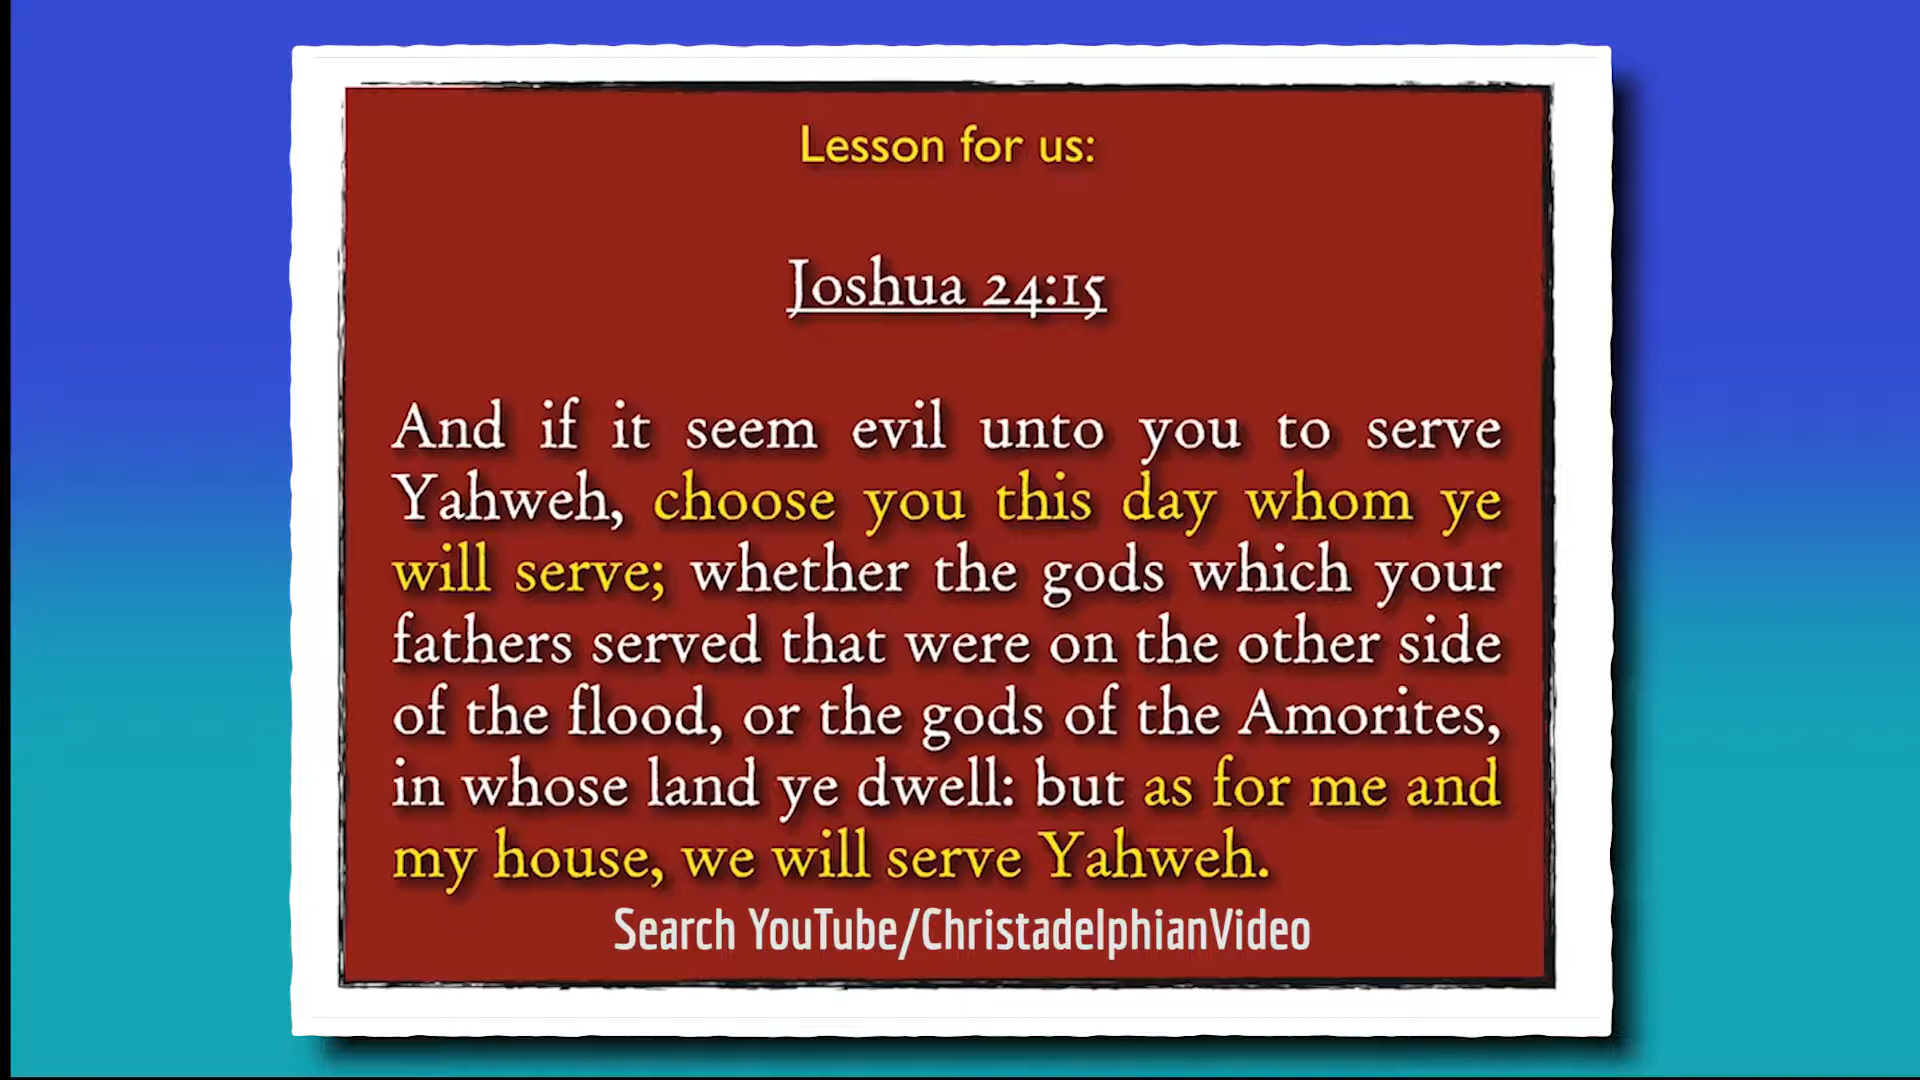 Lesson for us:
Joshua 24:15
And if it seem evil unto you to serve
Yahweh, choose you this day whom ye
will serve; whether the gods which your
fathers served that were on the other side
of the flood, or the gods of the Amorites,
in whose land ye dwell: but as for me and
my house, we will serve Yahweh.
Search YouTube/ChristadelphianVideo